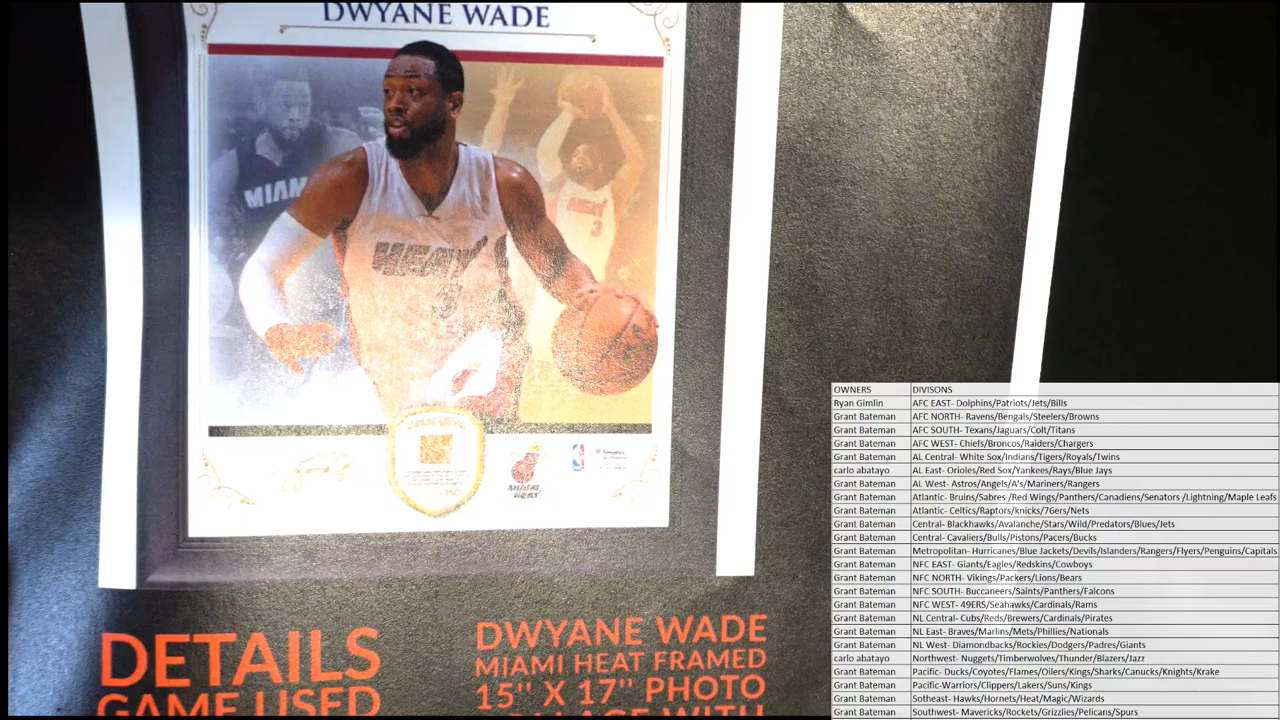 DWYANE WADE
MIAMI
HEAT
3
HEAT
3
MIAMI
HEAT
DETAILS
GAME USED
DWYANE WADE
MIAMI HEAT FRAMED
15" X 17" PHOTO
WITH
OWNERS DIVISONS
Ryan Gimlin AFC EAST- Dolphins/Patriots/Jets/Bills
Grant Bateman AFC NORTH- Ravens/Bengals/Steelers/Browns
Grant Bateman AFC SOUTH- Texans/Jaguars/Colt/Titans
Grant Bateman AFC WEST- Chiefs/Broncos/Raiders/Chargers
Grant Bateman AL Central- White Sox/Indians/Tigers/Royals/Twins
carlo abatayo AL East- Orioles/Red Sox/Yankees/Rays/Blue Jays
Grant Bateman AL West- Astros/Angels/A's/Mariners/Rangers
Grant Bateman Atlantic- Bruins/Sabres /Red Wings/Panthers/Canadiens/Senators /Lightning/Maple Leafs
Grant Bateman Atlantic- Celtics/Raptors/knicks/76ers/Nets
Grant Bateman Central- Blackhawks/Avalanche/Stars/Wild/Predators/Blues/Jets
Grant Bateman Central- Cavaliers/Bulls/Pistons/Pacers/Bucks
Grant Bateman Metropolitan- Hurricanes/Blue Jackets/Devils/Islanders/Rangers/Flyers/Penguins/Capitals
Grant Bateman NFC EAST- Giants/Eagles/Redskins/Cowboys
Grant Bateman NFC NORTH- Vikings/Packers/Lions/Bears
Grant Bateman NFC SOUTH- Buccaneers/Saints/Panthers/Falcons
Grant Bateman NFC WEST- 49ERS/Seahawks/Cardinals/Rams
Grant Bateman NL Central- Cubs/Reds/Brewers/Cardinals/Pirates
Grant Bateman NL East- Braves/Marlins/Mets/Phillies/Nationals
Grant Bateman NL West- Diamondbacks/Rockies/Dodgers/Padres/Giants
carlo abatayo Northwest- Nuggets/Timberwolves/Thunder/Blazers/Jazz
Grant Bateman Pacific- Ducks/Coyotes/Flames/Oilers/Kings/Sharks/Canucks/Knights/Krake
Grant Bateman Pacific-Warriors/Clippers/Lakers/Suns/Kings
Grant Bateman Sotheast- Hawks/Hornets/Heat/Magic/Wizards
Grant Bateman Southwest- Mavericks/Rockets/Grizzlies/Pelicans/Spurs